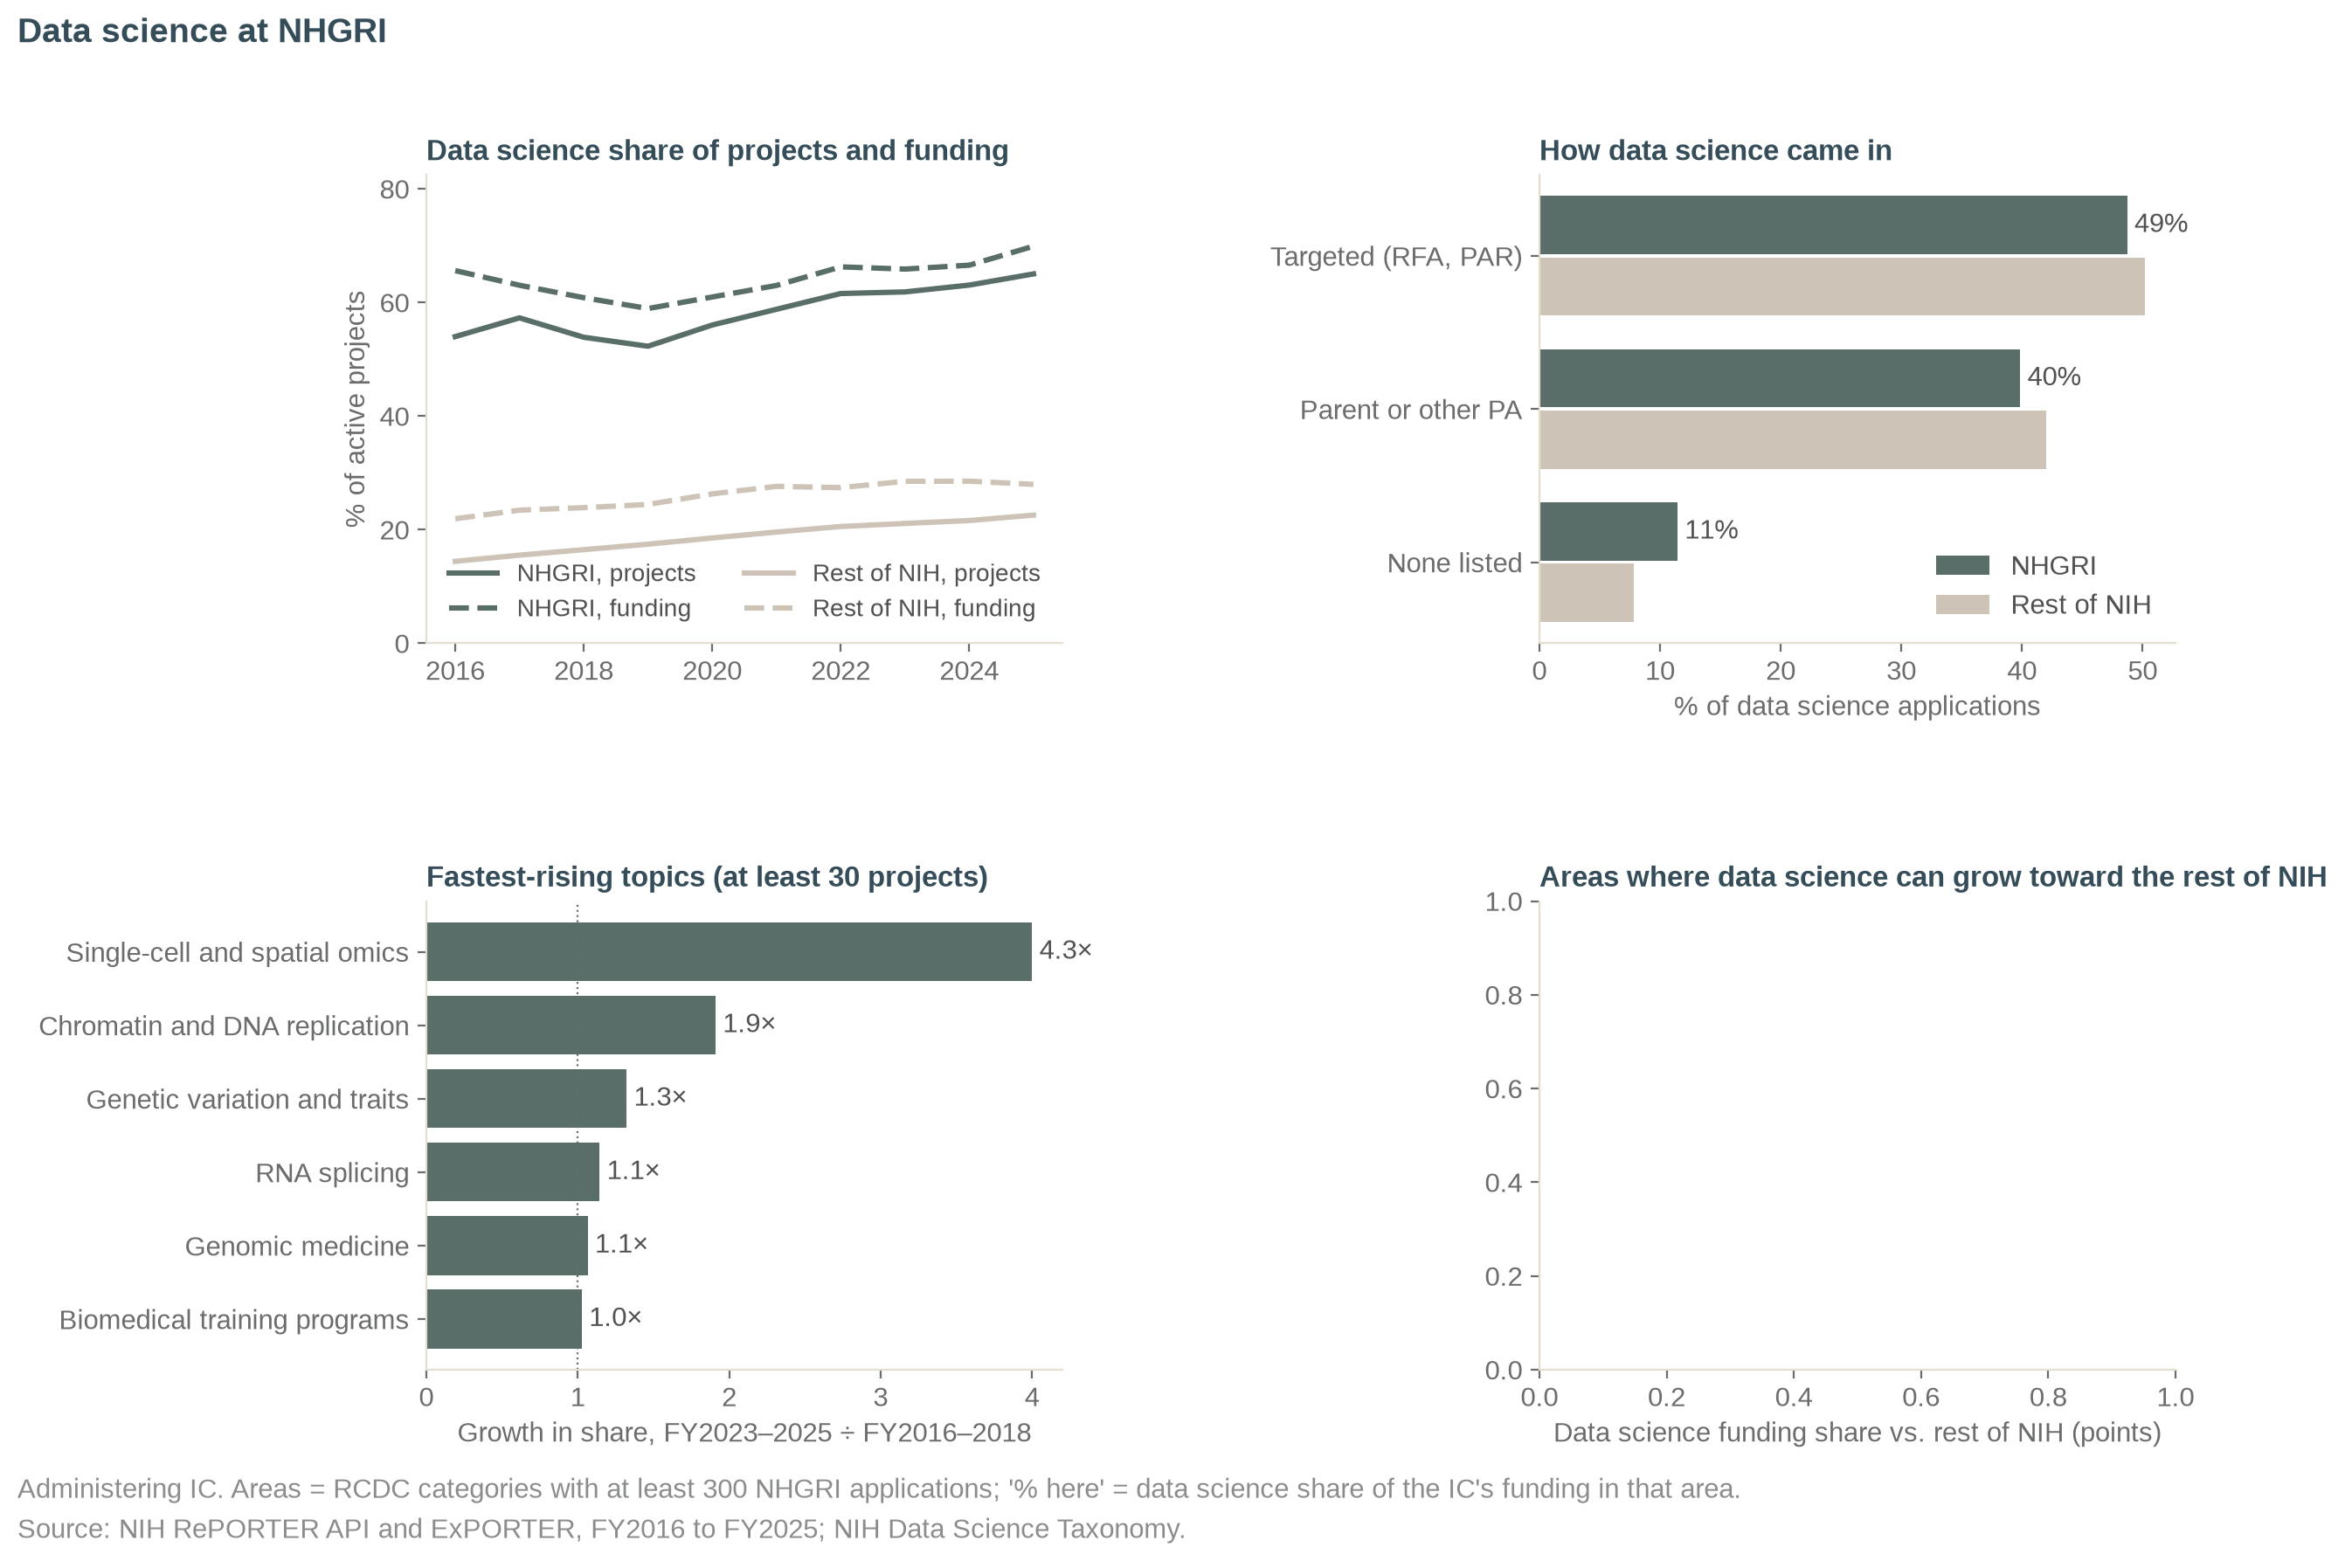 Data science at NHGRI
Data science share of projects and funding
80
60
40
20
0
% of active projects
NHGRI, projects
Rest of NIH, projects
NHGRI, funding
Rest of NIH, funding
2016 2018 2020 2022 2024
How data science came in
Targeted (RFA, PAR)
49%
Parent or other PA
40%
None listed
11%
NHGRI
Rest of NIH
0 10 20 30 40 50
% of data science applications
Fastest-rising topics (at least 30 projects)
Single-cell and spatial omics
4.3×
Chromatin and DNA replication
1.9×
Genetic variation and traits
1.3×
RNA splicing
1.1×
Genomic medicine
1.1×
Biomedical training programs
1.0×
0 1 2 3 4
Growth in share, FY2023–2025 ÷ FY2016–2018
Areas where data science can grow toward the rest of NIH
1.0
0.8
0.6
0.4
0.2
0.0
0.0 0.2 0.4 0.6 0.8 1.0
Data science funding share vs. rest of NIH (points)
Administering IC. Areas = RCDC categories with at least 300 NHGRI applications; '% here' = data science share of the IC's funding in that area.
Source: NIH RePORTER API and ExPORTER, FY2016 to FY2025; NIH Data Science Taxonomy.